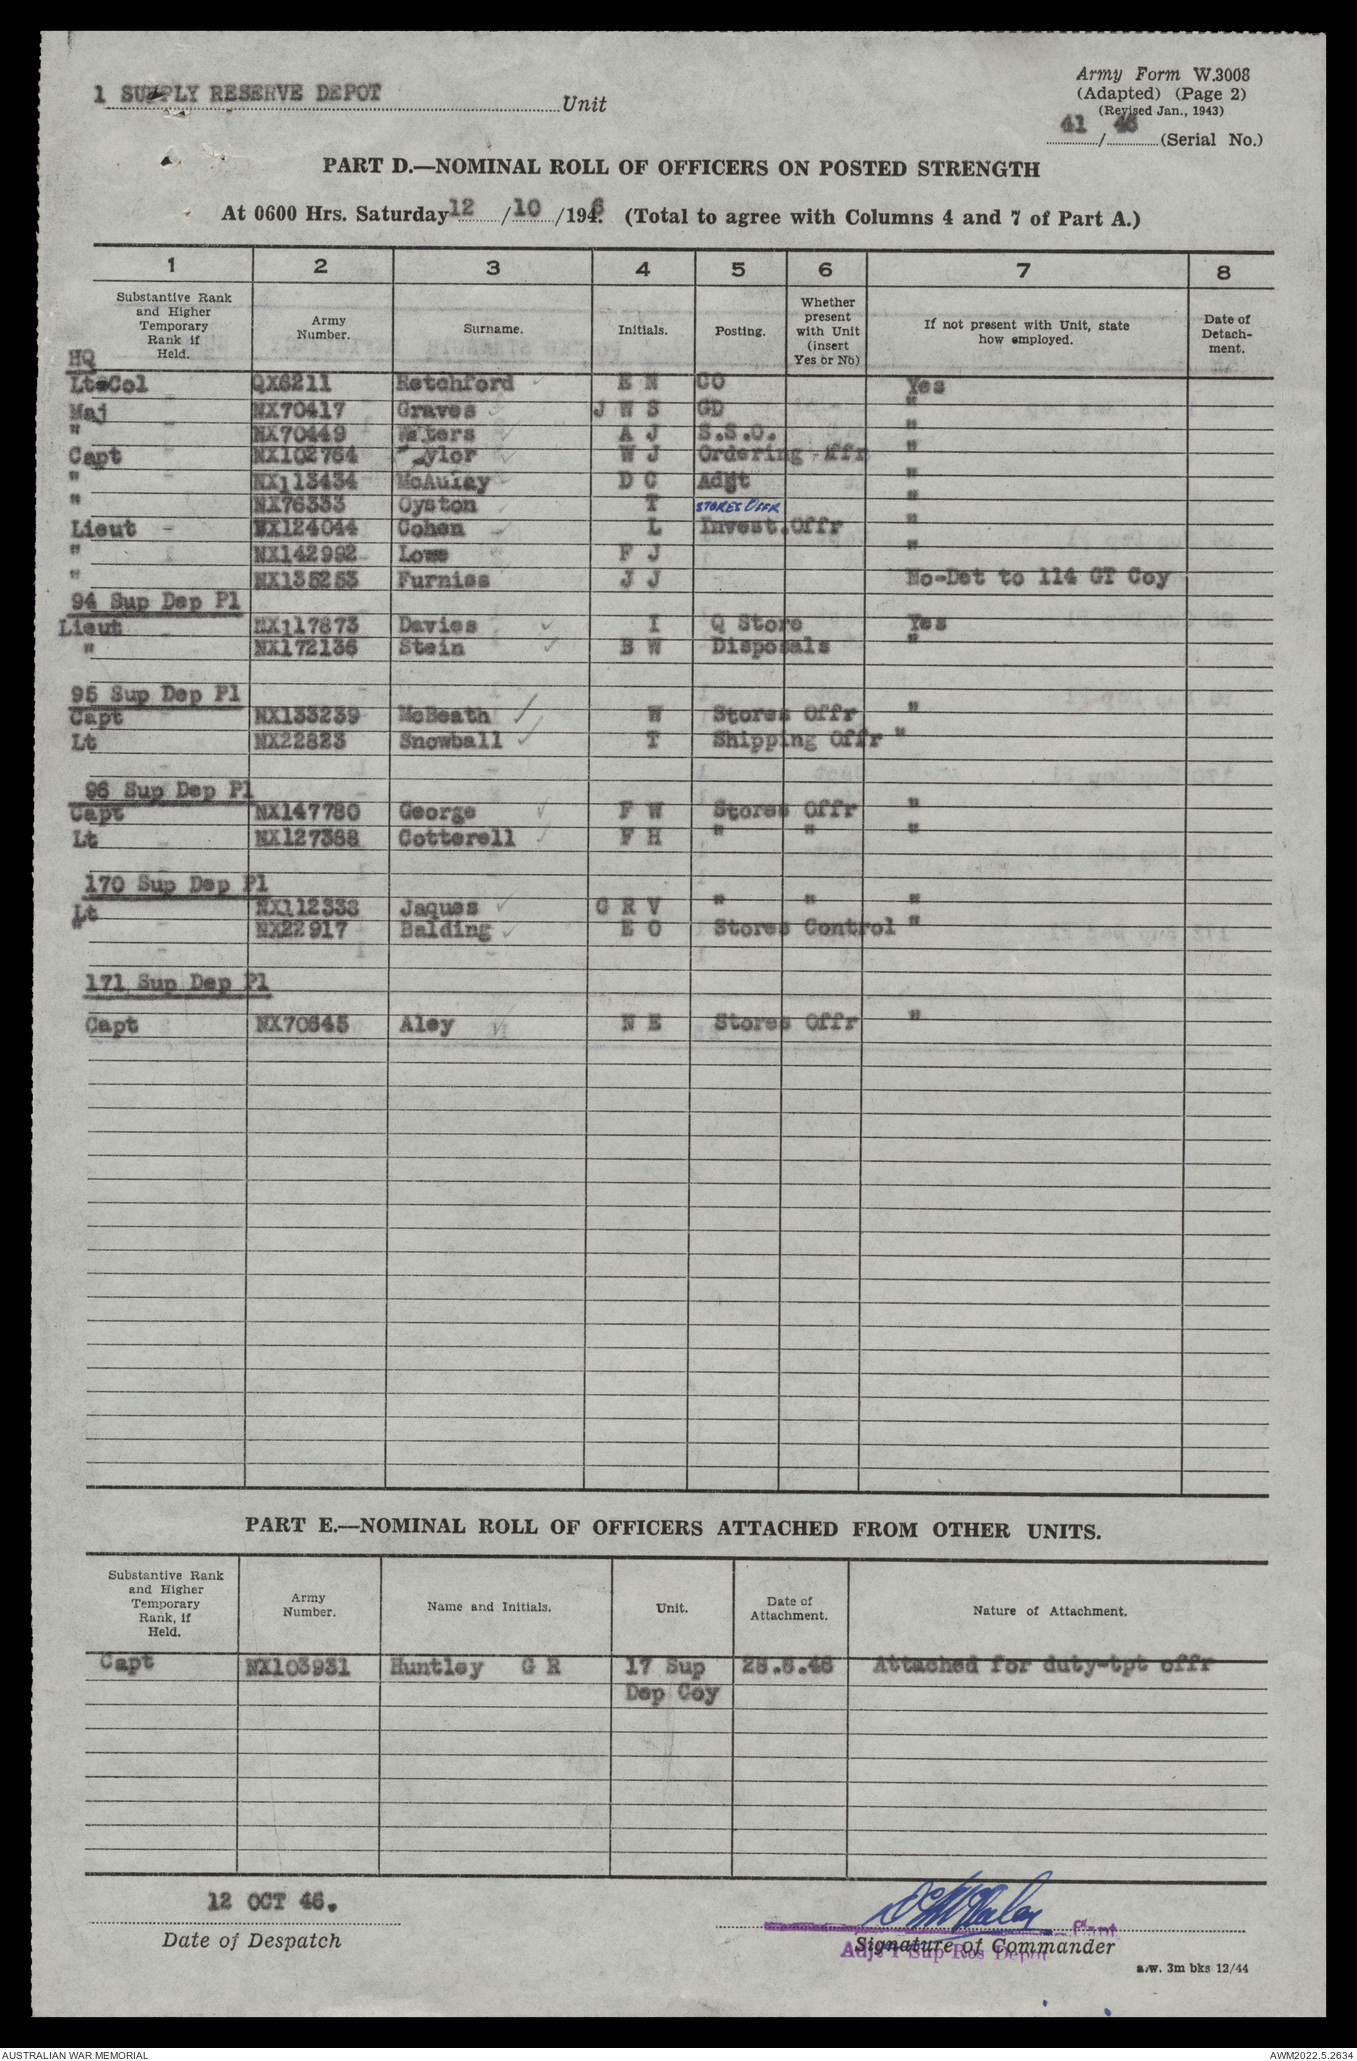 1 SUPPLY RESERVE DEPOT Unit
Army Form W.3008
(Adapted) (Page 2)
(Revised Jan., 1943)
41 / 46 (Serial No.)
PART D.—NOMINAL ROLL OF OFFICERS ON POSTED STRENGTH
At 0600 Hrs. Saturday 12 / 10 / 1946. (Total to agree with Columns 4 and 7 of Part A.)
1 2 3 4 5 6 7 8
Substantive Rank and Higher Temporary Rank if Held. Army Number. Surname. Initials. Posting. Whether present with Unit (insert Yes or No) If not present with Unit, state how employed. Date of Detach-ment.
HQ
Lt-Col QX6211 Retchford E N CO Yes
Maj NX70417 Graves J W S GD "
" NX70449 Waters A J S.S.O. "
Capt NX102764 Taylor W J Ordering Offr "
" NX113434 McAulay D C Adjt "
" NX76333 Oyston T STORES OFFR "
Lieut NX124044 Cohen L Invest.Offr "
" NX142992 Lowe F J "
" NX135253 Furniss J J No-Det to 114 GT Coy
94 Sup Dep Pl
Lieut NX117873 Davies I Q Store Yes
" NX172136 Stein B W Disposals "
95 Sup Dep Pl
Capt NX133239 McBeath W Stores Offr "
Lt NX22823 Snowball T Shipping Offr "
96 Sup Dep Pl
Capt NX147780 George F W Stores Offr "
Lt NX127388 Cotterell F H " " "
170 Sup Dep Pl
Lt NX112338 Jaques G R V " " "
" NX22917 Balding E O Stores Control "
171 Sup Dep Pl
Capt NX70645 Aley N E Stores Offr "
PART E.—NOMINAL ROLL OF OFFICERS ATTACHED FROM OTHER UNITS.
Substantive Rank and Higher Temporary Rank, if Held. Army Number. Name and Initials. Unit. Date of Attachment. Nature of Attachment.
Capt NX103931 Huntley G R 17 Sup 28.6.46 Attached for duty-tpt offr
Dep Coy
12 OCT 46.
Date of Despatch
Capt
Signature of Commander
Adjt 1 Sup Res Depot
a.w. 3m bks 12/44
AUSTRALIAN WAR MEMORIAL
AWM2022.5.2634